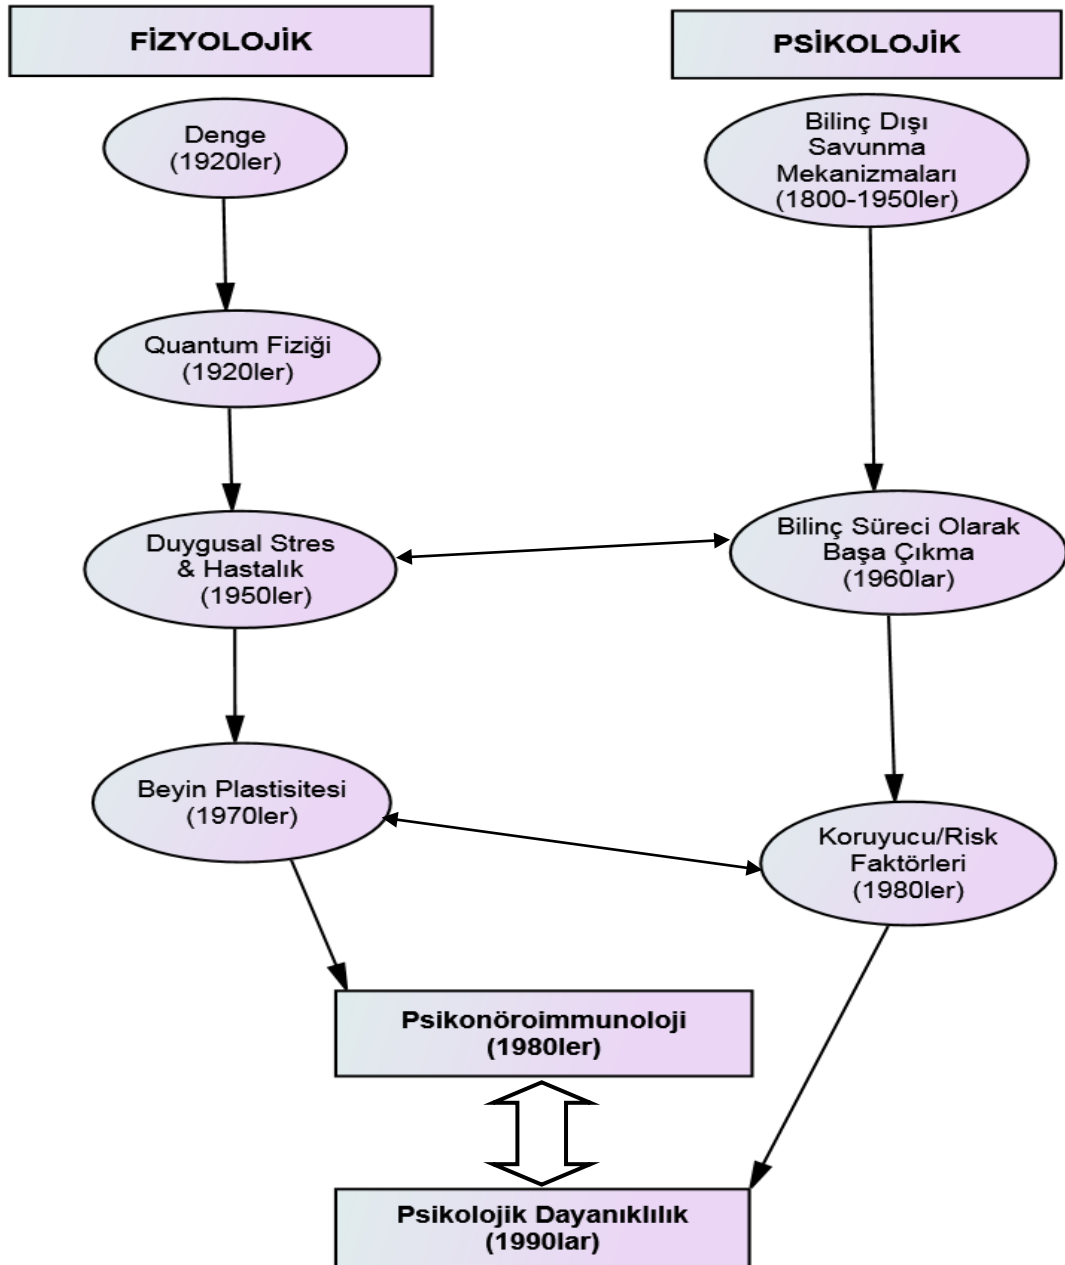 FİZYOLOJİK
PSİKOLOJİK
Denge
(1920ler)
Bilinç Dışı
Savunma
Mekanizmaları
(1800-1950ler)
Quantum Fiziği
(1920ler)
Duygusal Stres
& Hastalık
(1950ler)
Bilinç Süreci Olarak
Başa Çıkma
(1960lar)
Beyin Plastisitesi
(1970ler)
Koruyucu/Risk
Faktörleri
(1980ler)
Psikonöroimmunoloji
(1980ler)
Psikolojik Dayanıklılık
(1990lar)